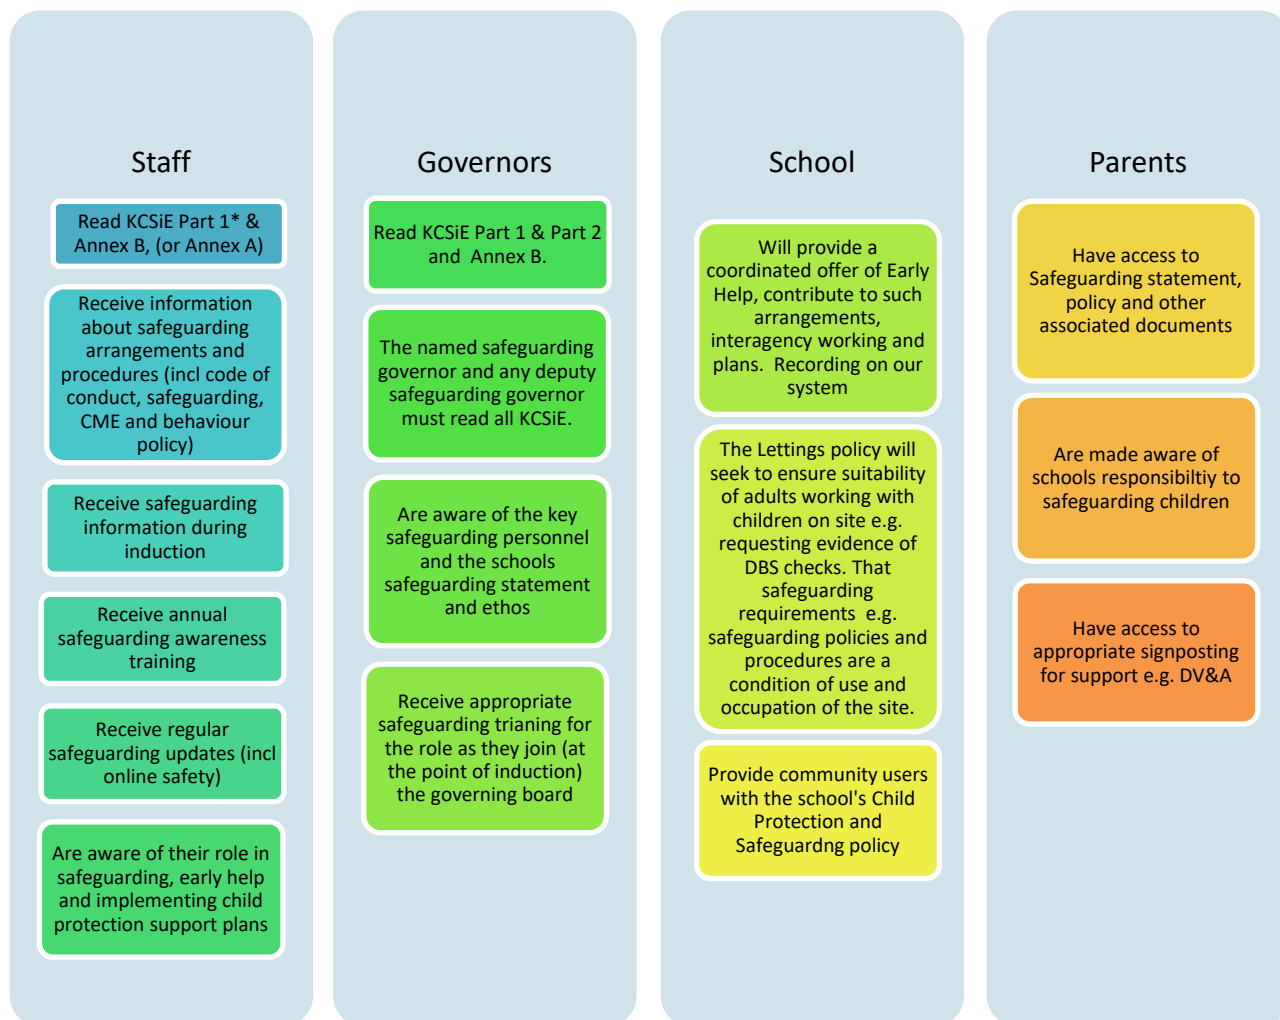 Staff
Read KCSiE Part 1* &
Annex B, (or Annex A)
Receive information
about safeguarding
arrangements and
procedures (incl code of
conduct, safeguarding,
CME and behaviour
policy)
Receive safeguarding
information during
induction
Receive annual
safeguarding awareness
training
Receive regular
safeguarding updates (incl
online safety)
Are aware of their role in
safeguarding, early help
and implementing child
protection support plans
Governors
Read KCSiE Part 1 & Part 2
and Annex B.
The named safeguarding
governor and any deputy
safeguarding governor
must read all KCSiE.
Are aware of the key
safeguarding personnel
and the schools
safeguarding statement
and ethos
Receive appropriate
safeguarding trianing for
the role as they join (at
the point of induction)
the governing board
School
Will provide a
coordinated offer of Early
Help, contribute to such
arrangements,
interagency working and
plans. Recording on our
system
The Lettings policy will
seek to ensure suitability
of adults working with
children on site e.g.
requesting evidence of
DBS checks. That
safeguarding
requirements e.g.
safeguarding policies and
procedures are a
condition of use and
occupation of the site.
Provide community users
with the school's Child
Protection and
Safeguardng policy
Parents
Have access to
Safeguarding statement,
policy and other
associated documents
Are made aware of
schools responsibiltiy to
safeguarding children
Have access to
appropriate signposting
for support e.g. DV&A